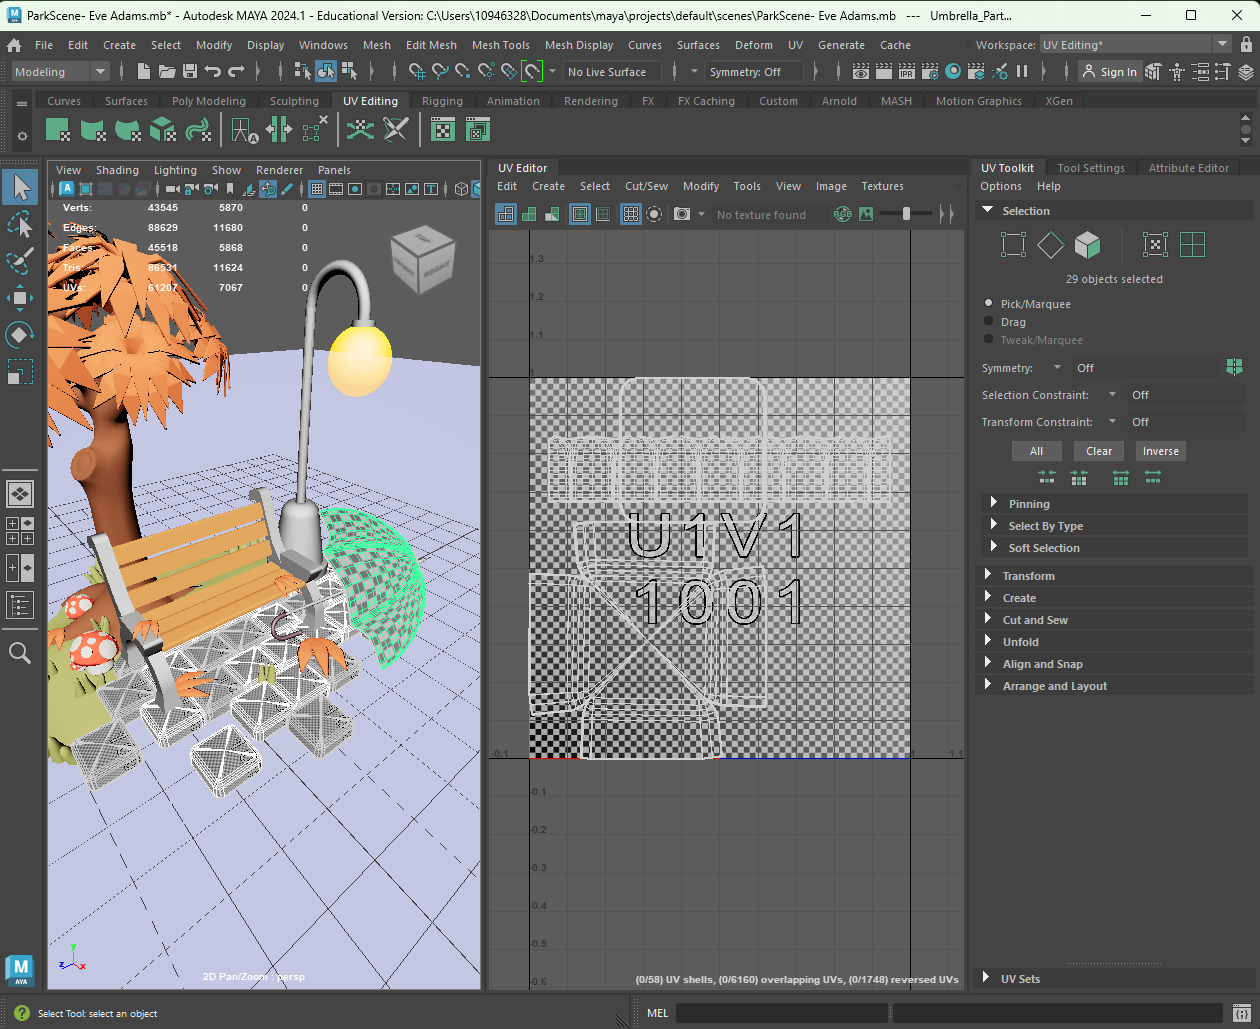 ParkScene- Eve Adams.mb* - Autodesk MAYA 2024.1 - Educational Version: C:\Users\10946328\Documents\maya\projects\default\scenes\ParkScene- Eve Adams.mb --- Umbrella_Part...
File Edit Create Select Modify Display Windows Mesh Edit Mesh Mesh Tools Mesh Display Curves Surfaces Deform UV Generate Cache Workspace: UV Editing*
Modeling No Live Surface Symmetry: Off IPR Sign In
Curves Surfaces Poly Modeling Sculpting UV Editing Rigging Animation Rendering FX FX Caching Custom Arnold MASH Motion Graphics XGen
View Shading Lighting Show Renderer Panels
Verts: 43545 5870 0
Edges: 88629 11680 0
Faces: 45518 5868 0
Tris: 86531 11624 0
UVs: 61207 7067 0
RIGHT
2D Pan/Zoom : persp
y
z x
UV Editor
Edit Create Select Cut/Sew Modify Tools View Image Textures
No texture found RGB
1.3
1.2
1.1
1
U1V1
1001
-0.1 1 1.1
-0.1
-0.2
-0.3
-0.4
-0.5
-0.6
(0/58) UV shells, (0/6160) overlapping UVs, (0/1748) reversed UVs
UV Toolkit Tool Settings Attribute Editor
Options Help
Selection
29 objects selected
Pick/Marquee
Drag
Tweak/Marquee
Symmetry: Off
Selection Constraint: Off
Transform Constraint: Off
All Clear Inverse
Pinning
Select By Type
Soft Selection
Transform
Create
Cut and Sew
Unfold
Align and Snap
Arrange and Layout
UV Sets
M
AYA
Select Tool: select an object MEL